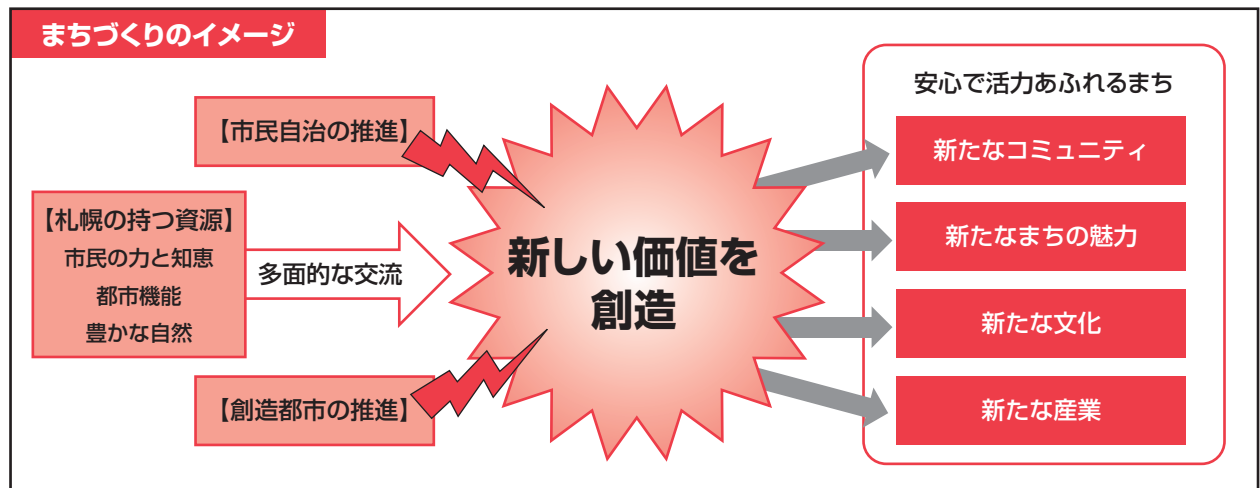 まちづくりのイメージ
【市民自治の推進】
【札幌の持つ資源】
市民の力と知恵
都市機能
豊かな自然
多面的な交流
【創造都市の推進】
新しい価値を
創造
安心で活力あふれるまち
新たなコミュニティ
新たなまちの魅力
新たな文化
新たな産業